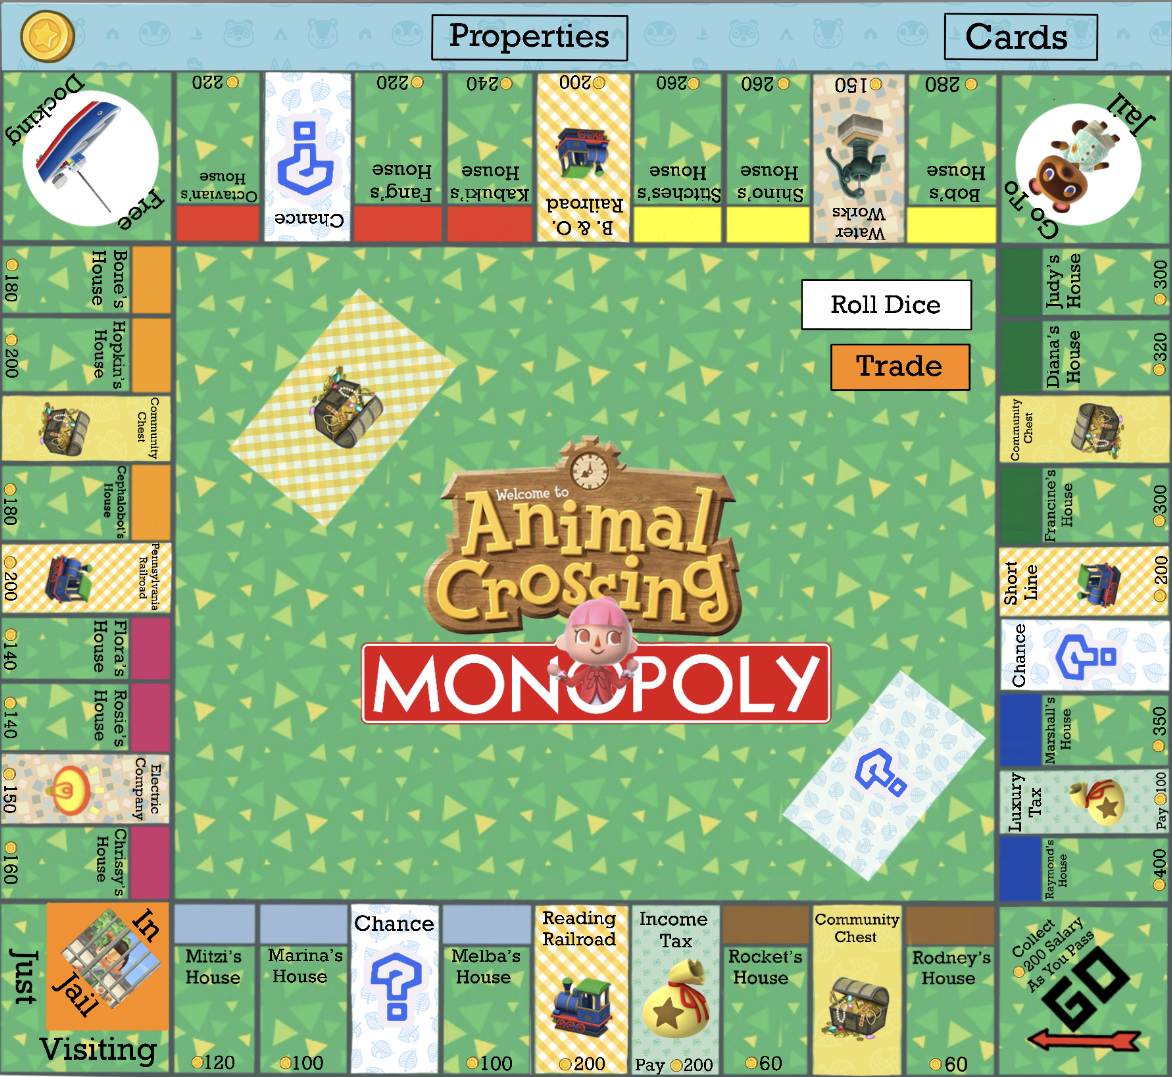 Properties
Cards
Docking
Free
220
Octavian's
House
Chance
220
Fang's
House
240
Kabuki's
House
200
B. & O.
Railroad
260
Stitches's
House
260
Shino's
House
150
Water
Works
280
Bob's
House
Go To
Jail
Bone's
House
180
Hopkin's
House
200
Community
Chest
Cephalobot's
House
180
Pennsylvania
Railroad
200
Flora's
House
140
Rosie's
House
140
Electric
Company
150
Chrissy's
House
160
Roll Dice
Trade
Welcome to
Animal
Crossing
MONOPOLY
Judy's
House
300
Diana's
House
320
Community
Chest
Francine's
House
300
Short
Line
200
Chance
Marshall's
House
350
Luxury
Tax
Pay 100
Raymond's
House
400
In
Jail
Just
Visiting
Mitzi's
House
120
Marina's
House
100
Chance
Melba's
House
100
Reading
Railroad
200
Income
Tax
Pay 200
Rocket's
House
60
Community
Chest
Rodney's
House
60
Collect
200 Salary
As You Pass
GO